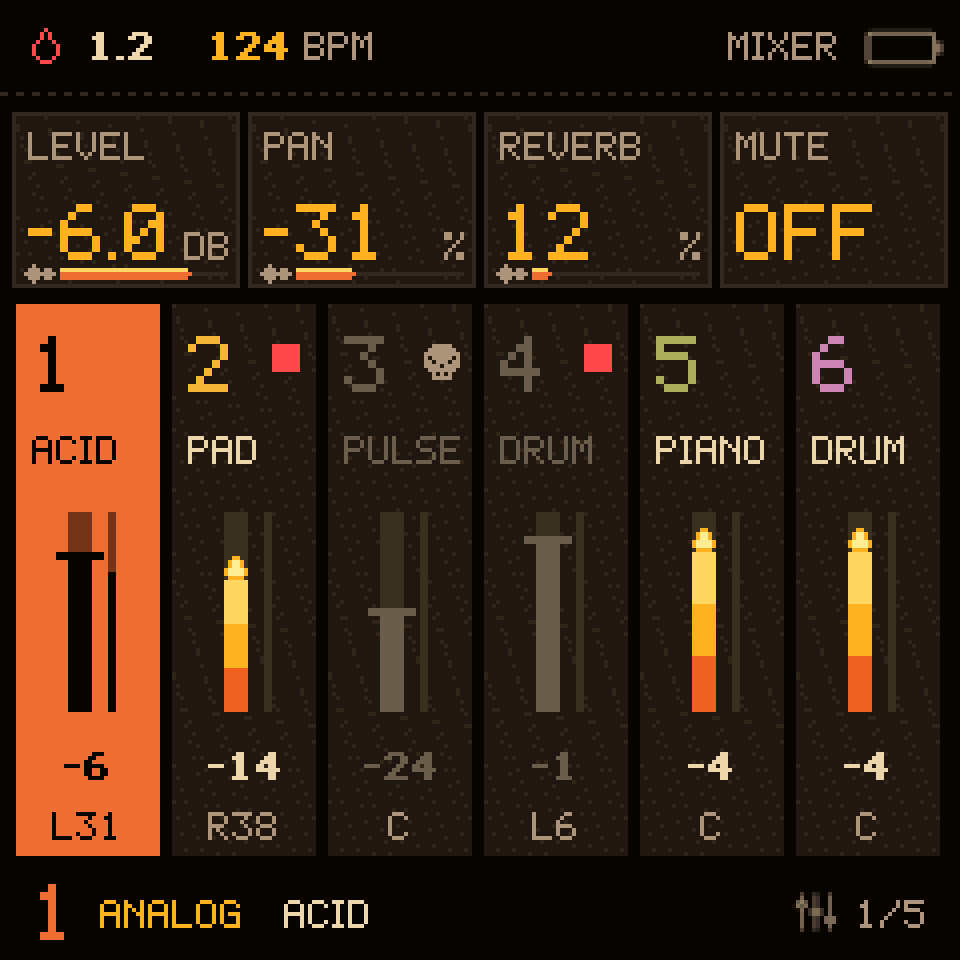 1.2 124 BPM MIXER
LEVEL PAN REVERB MUTE
-6.0 DB -31 % 12 % OFF
1 2 3 4 5 6
ACID PAD PULSE DRUM PIANO DRUM
-6 -14 -24 -1 -4 -4
L31 R38 C L6 C C
1 ANALOG ACID 1/5